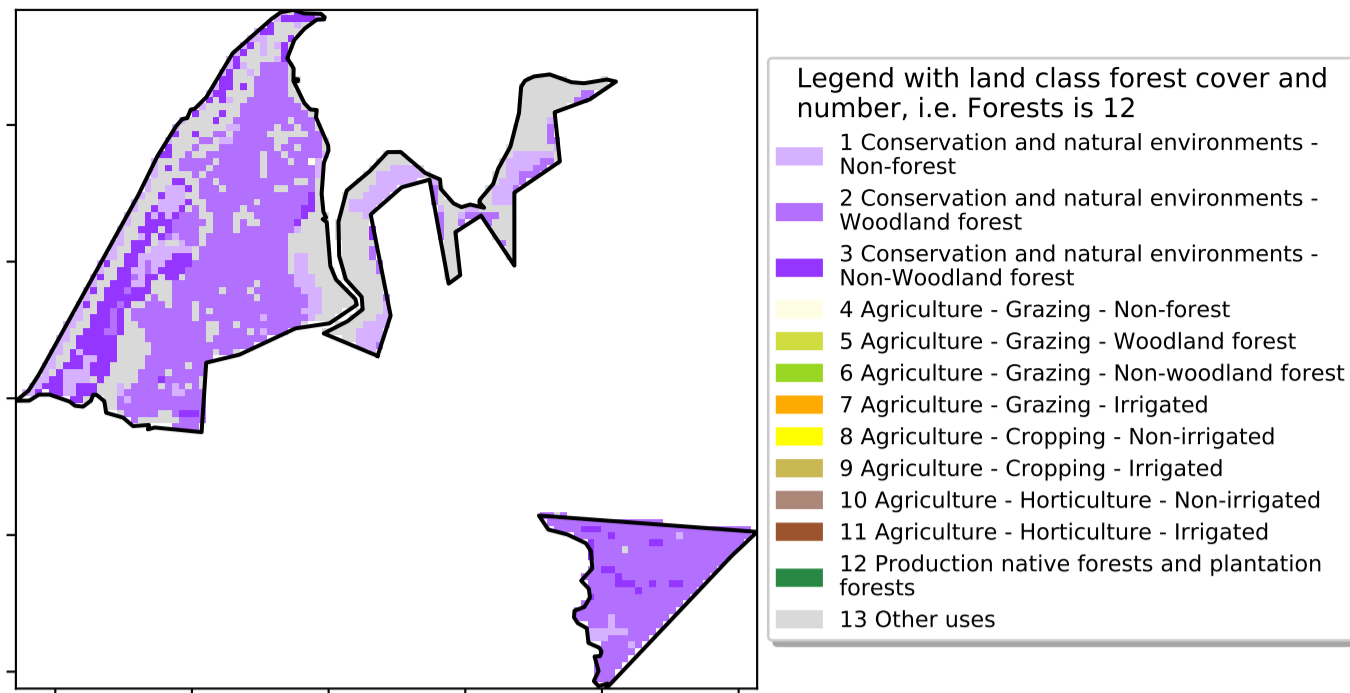 Legend with land class forest cover and
number, i.e. Forests is 12
1 Conservation and natural environments -
Non-forest
2 Conservation and natural environments -
Woodland forest
3 Conservation and natural environments -
Non-Woodland forest
4 Agriculture - Grazing - Non-forest
5 Agriculture - Grazing - Woodland forest
6 Agriculture - Grazing - Non-woodland forest
7 Agriculture - Grazing - Irrigated
8 Agriculture - Cropping - Non-irrigated
9 Agriculture - Cropping - Irrigated
10 Agriculture - Horticulture - Non-irrigated
11 Agriculture - Horticulture - Irrigated
12 Production native forests and plantation
forests
13 Other uses